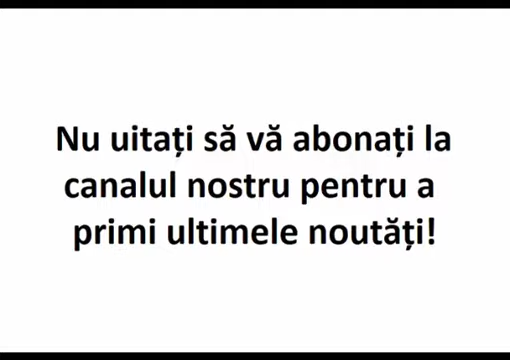 Nu uitați să vă abonați la
canalul nostru pentru a
primi ultimele noutăți!